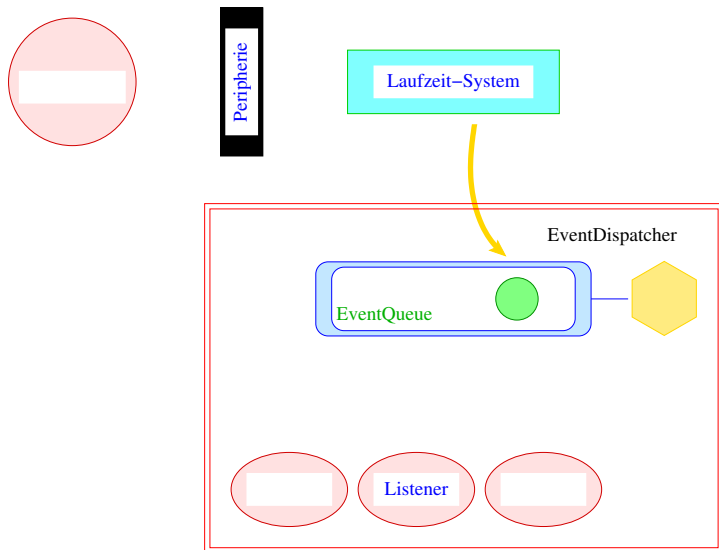 Peripherie
Laufzeit−System
EventDispatcher
EventQueue
Listener